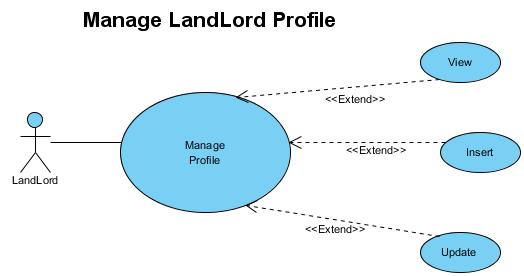 Manage LandLord Profile
View
<<Extend>>
Manage
Profile
<<Extend>>
Insert
LandLord
<<Extend>>
Update